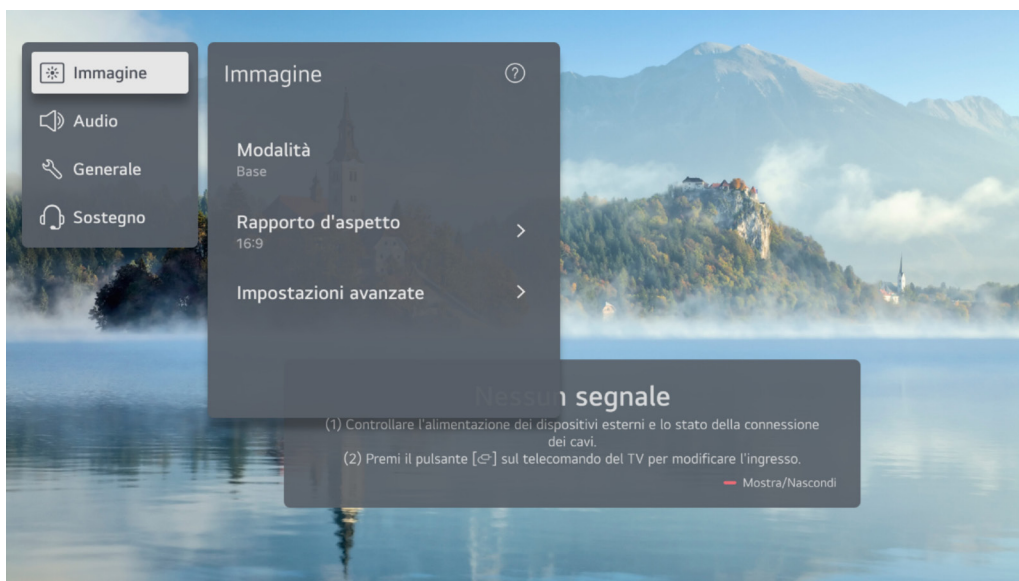 Immagine
Audio
Generale
Sostegno
Immagine
Modalità
Base
Rapporto d'aspetto
16:9
Impostazioni avanzate
Nessun segnale
(1) Controllare l'alimentazione dei dispositivi esterni e lo stato della connessione
dei cavi.
(2) Premi il pulsante [] sul telecomando del TV per modificare l'ingresso.
Mostra/Nascondi